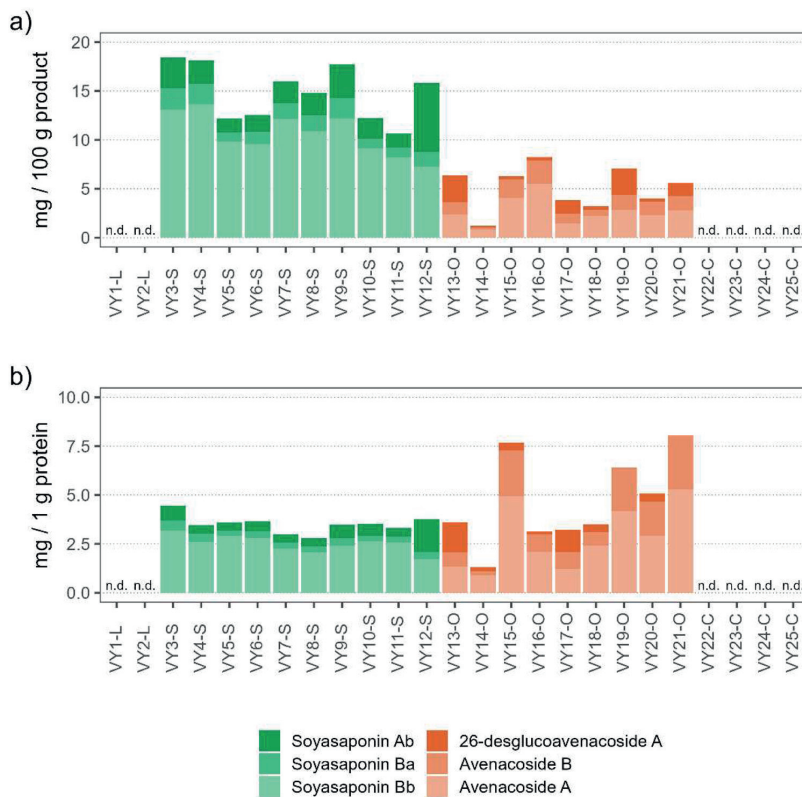 a)
mg / 100 g product
20
15
10
5
0
n.d. n.d. n.d. n.d. n.d. n.d.
VY1-L VY2-L VY3-S VY4-S VY5-S VY6-S VY7-S VY8-S VY9-S VY10-S VY11-S VY12-S VY13-O VY14-O VY15-O VY16-O VY17-O VY18-O VY19-O VY20-O VY21-O VY22-C VY23-C VY24-C VY25-C
b)
mg / 1 g protein
10.0
7.5
5.0
2.5
0.0
n.d. n.d. n.d. n.d. n.d. n.d.
VY1-L VY2-L VY3-S VY4-S VY5-S VY6-S VY7-S VY8-S VY9-S VY10-S VY11-S VY12-S VY13-O VY14-O VY15-O VY16-O VY17-O VY18-O VY19-O VY20-O VY21-O VY22-C VY23-C VY24-C VY25-C
Soyasaponin Ab 26-desglucoavenacoside A
Soyasaponin Ba Avenacoside B
Soyasaponin Bb Avenacoside A